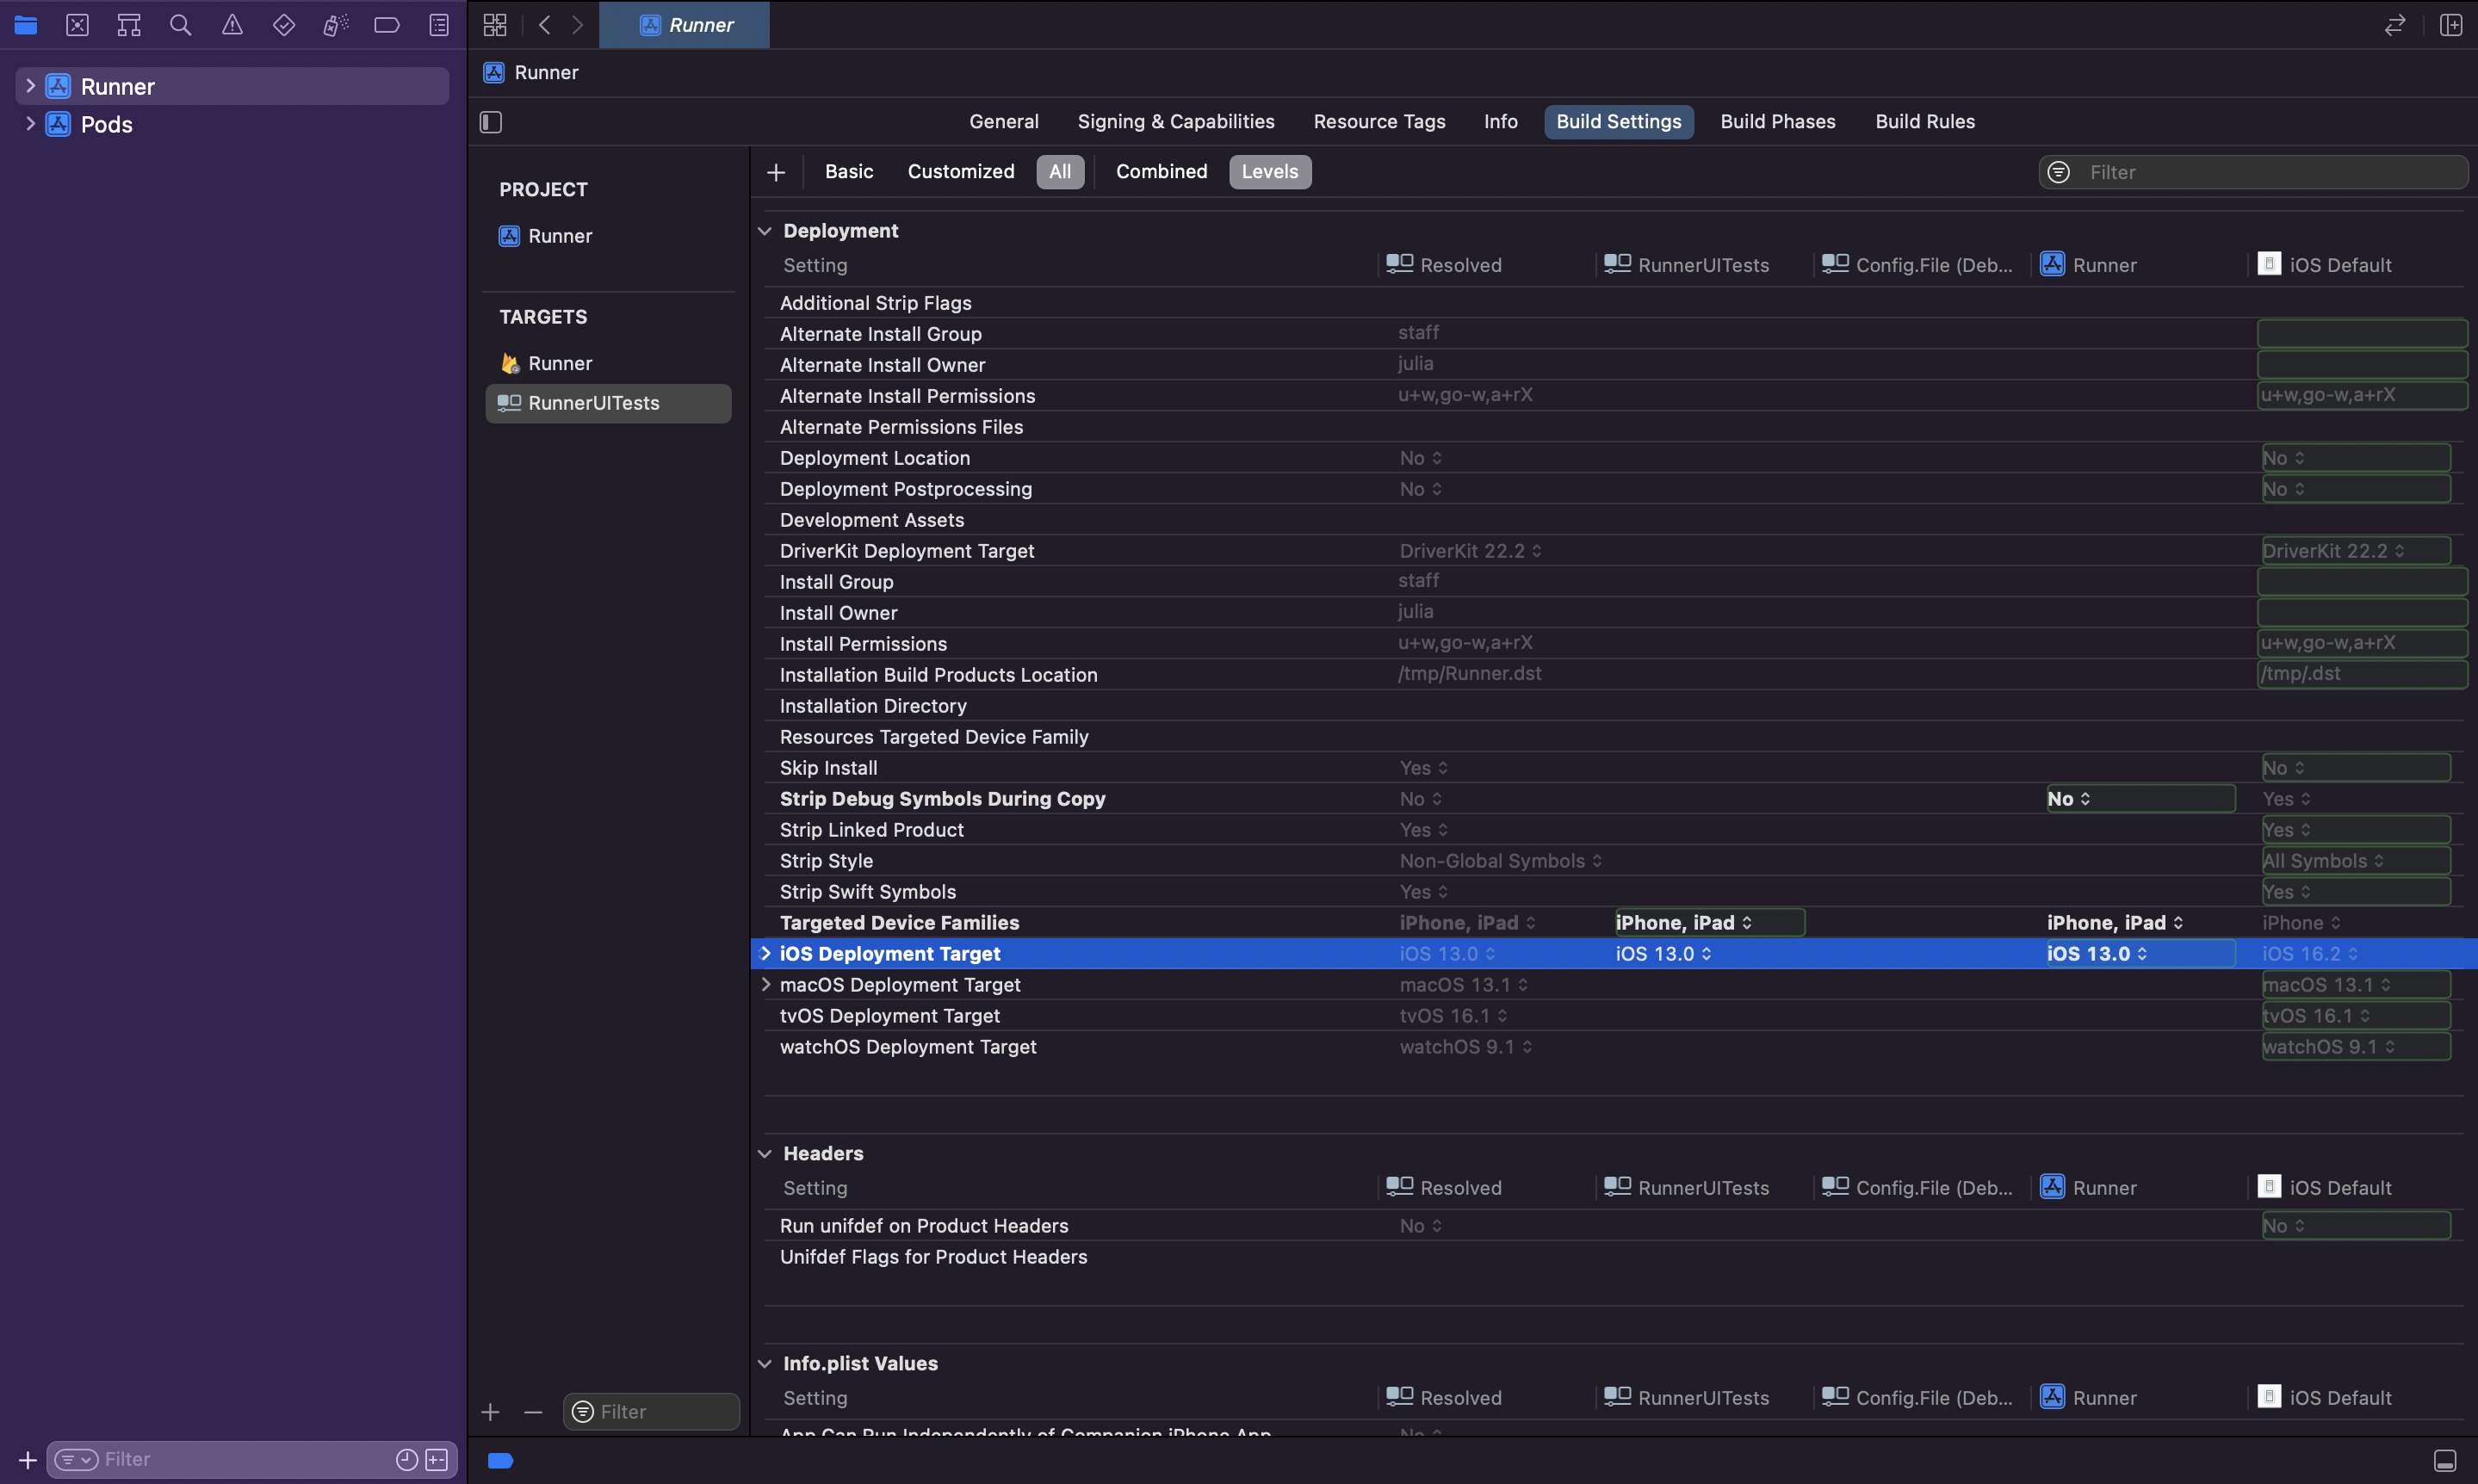 Runner
Runner
Pods
Runner
General Signing & Capabilities Resource Tags Info Build Settings Build Phases Build Rules
PROJECT
Runner
TARGETS
Runner
RunnerUITests
Basic Customized All Combined Levels Filter
Deployment
Setting Resolved RunnerUITests Config.File (Deb... Runner iOS Default
Additional Strip Flags
Alternate Install Group staff
Alternate Install Owner julia
Alternate Install Permissions u+w,go-w,a+rX u+w,go-w,a+rX
Alternate Permissions Files
Deployment Location No No
Deployment Postprocessing No No
Development Assets
DriverKit Deployment Target DriverKit 22.2 DriverKit 22.2
Install Group staff
Install Owner julia
Install Permissions u+w,go-w,a+rX u+w,go-w,a+rX
Installation Build Products Location /tmp/Runner.dst /tmp/.dst
Installation Directory
Resources Targeted Device Family
Skip Install Yes No
Strip Debug Symbols During Copy No No Yes
Strip Linked Product Yes Yes
Strip Style Non-Global Symbols All Symbols
Strip Swift Symbols Yes Yes
Targeted Device Families iPhone, iPad iPhone, iPad iPhone, iPad iPhone
iOS Deployment Target iOS 13.0 iOS 13.0 iOS 13.0 iOS 16.2
macOS Deployment Target macOS 13.1 macOS 13.1
tvOS Deployment Target tvOS 16.1 tvOS 16.1
watchOS Deployment Target watchOS 9.1 watchOS 9.1
Headers
Setting Resolved RunnerUITests Config.File (Deb... Runner iOS Default
Run unifdef on Product Headers No No
Unifdef Flags for Product Headers
Info.plist Values
Setting Resolved RunnerUITests Config.File (Deb... Runner iOS Default
App Can Run Independently of Companion iPhone App No
Filter
Filter